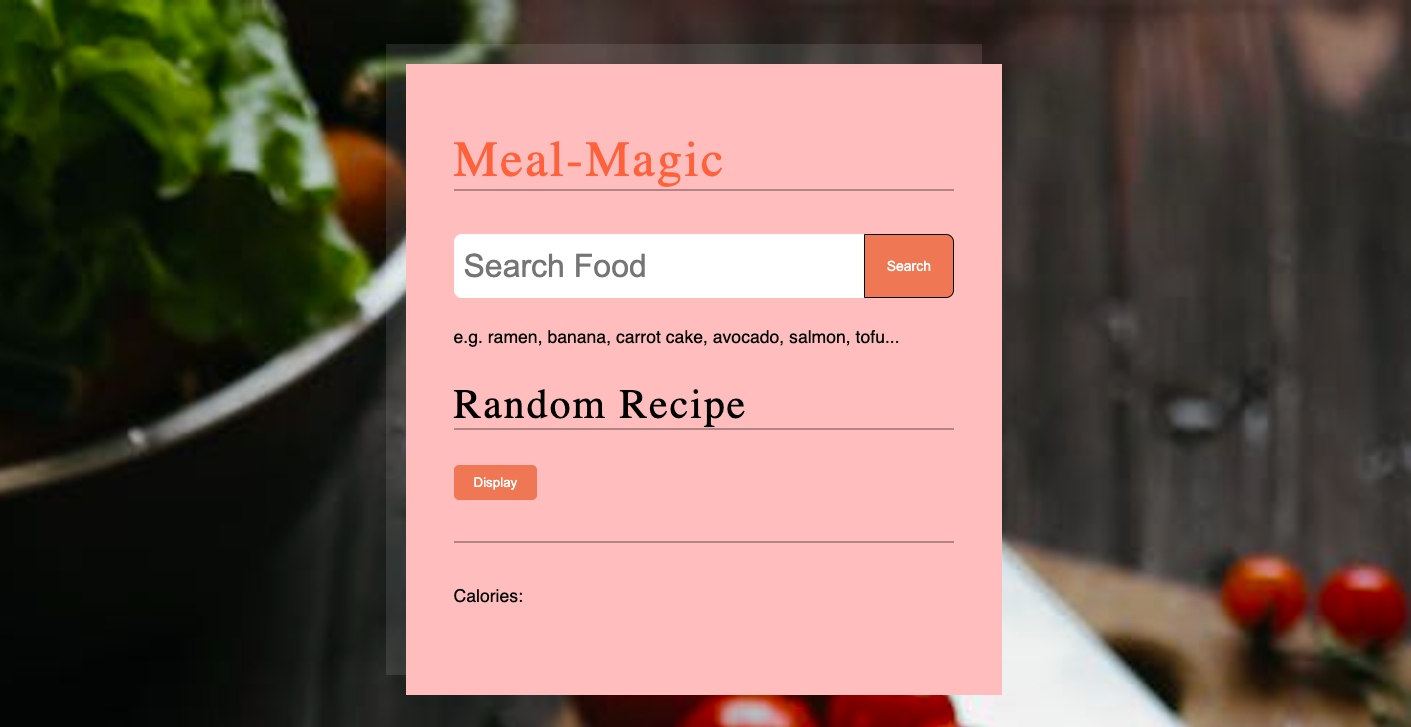 Meal-Magic
Search Food
Search
e.g. ramen, banana, carrot cake, avocado, salmon, tofu...
Random Recipe
Display
Calories: